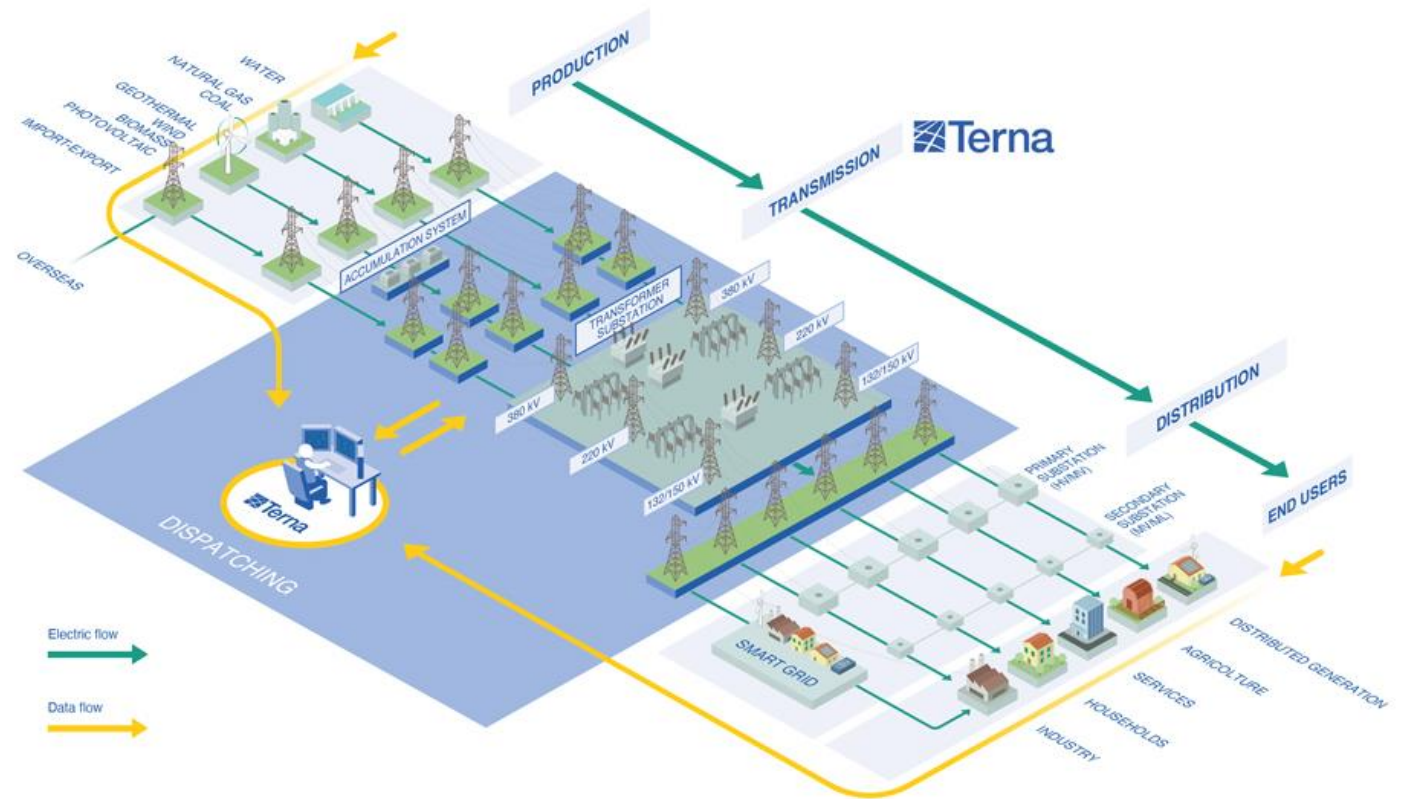 WATER
NATURAL GAS
COAL
GEOTHERMAL
WIND
BIOMASS
PHOTOVOLTAIC
IMPORT-EXPORT
OVERSEAS
PRODUCTION
TRANSMISSION
Terna
DISTRIBUTION
END USERS
ACCUMULATION SYSTEM
TRANSFORMER
SUBSTATION
380 kV
220 kV
132/150 kV
380 kV
220 kV
132/150 kV
PRIMARY
SUBSTATION
(HV/MV)
SECONDARY
SUBSTATION
(MV/ML)
Terna
DISPATCHING
SMART GRID
DISTRIBUTED GENERATION
AGRICOLTURE
SERVICES
HOUSEHOLDS
INDUSTRY
Electric flow
Data flow